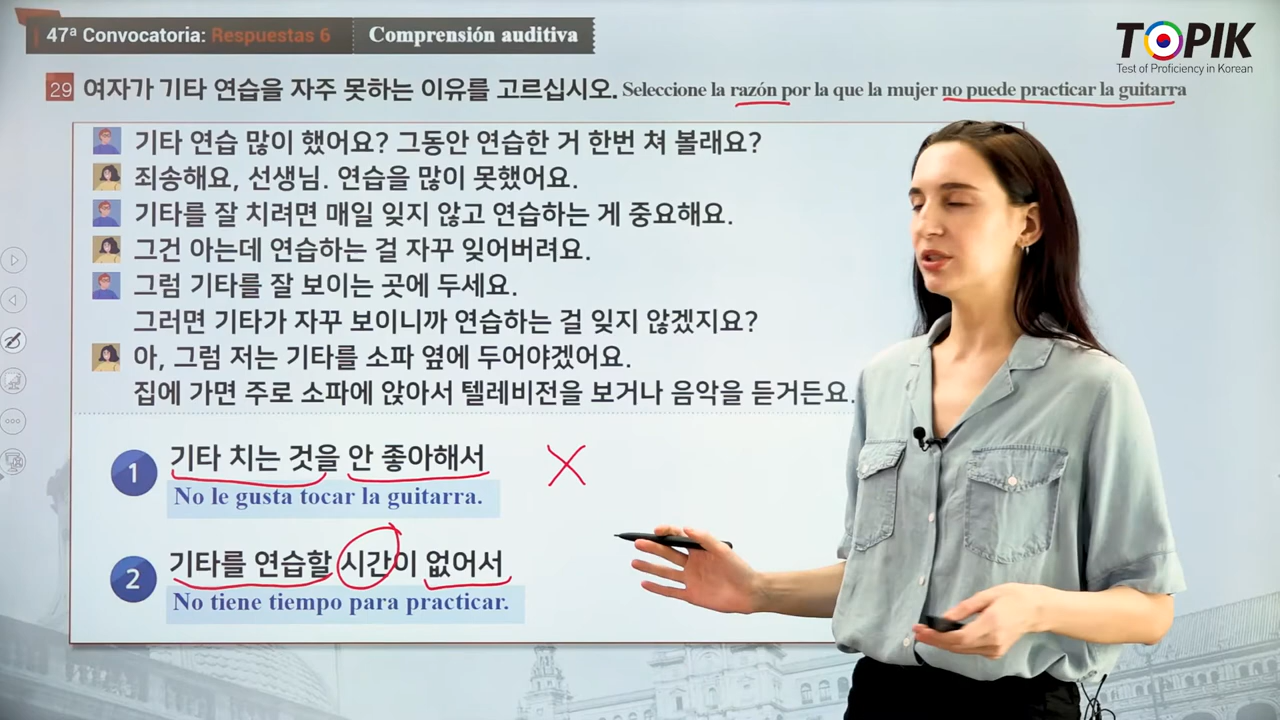 47ª Convocatoria: Respuestas 6
Comprensión auditiva
TOPIK
Test of Proficiency in Korean
29 여자가 기타 연습을 자주 못하는 이유를 고르십시오. Seleccione la razón por la que la mujer no puede practicar la guitarra
기타 연습 많이 했어요? 그동안 연습한 거 한번 쳐 볼래요?
죄송해요, 선생님. 연습을 많이 못했어요.
기타를 잘 치려면 매일 잊지 않고 연습하는 게 중요해요.
그건 아는데 연습하는 걸 자꾸 잊어버려요.
그럼 기타를 잘 보이는 곳에 두세요.
그러면 기타가 자꾸 보이니까 연습하는 걸 잊지 않겠지요?
아, 그럼 저는 기타를 소파 옆에 두어야겠어요.
집에 가면 주로 소파에 앉아서 텔레비전을 보거나 음악을 듣거든요.
1 기타 치는 것을 안 좋아해서
No le gusta tocar la guitarra.
2 기타를 연습할 시간이 없어서
No tiene tiempo para practicar.